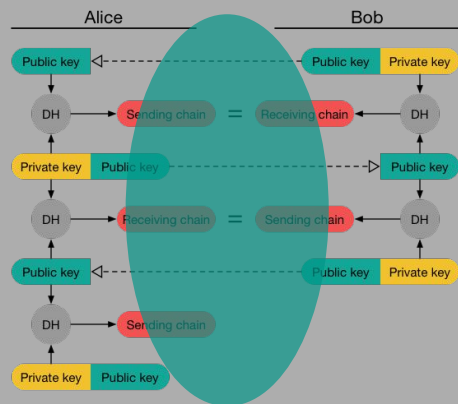 Alice Bob
Public key Public key Private key
DH Sending chain = Receiving chain DH
Private key Public key Public key
DH Receiving chain = Sending chain DH
Public key Public key Private key
DH Sending chain
Private key Public key